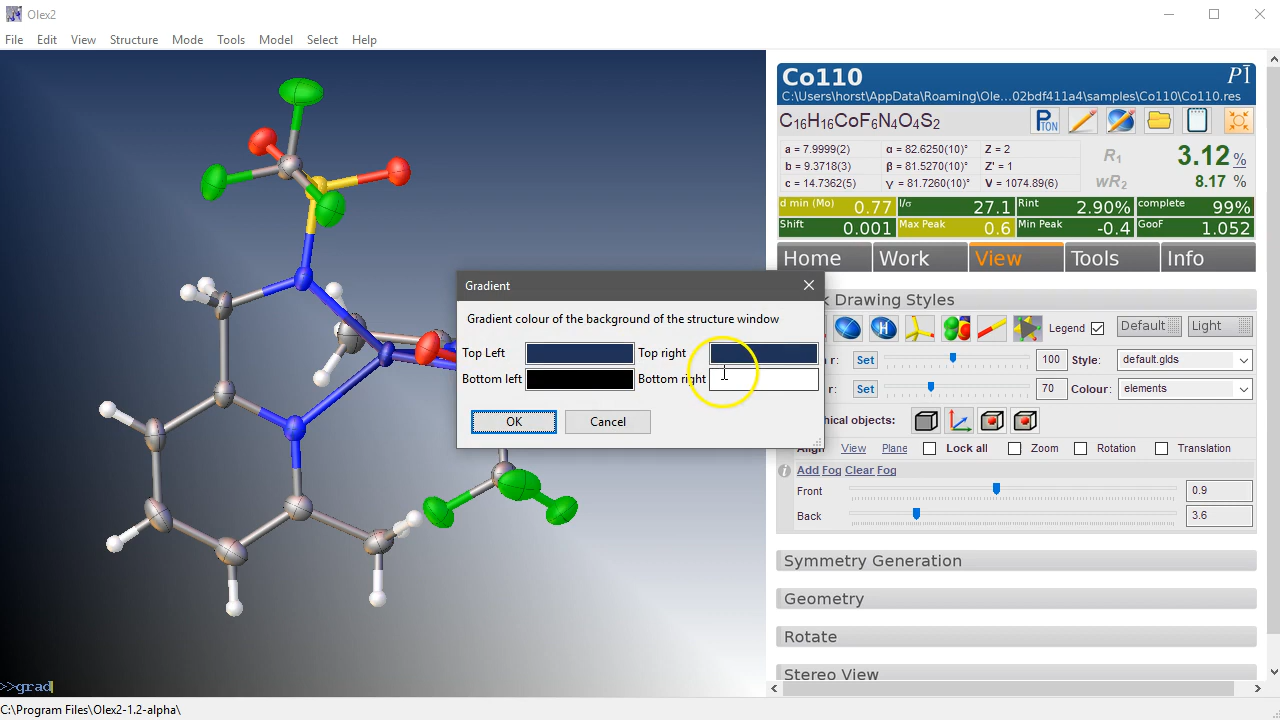 Olex2
File Edit View Structure Mode Tools Model Select Help
Co110
P1̅
C:\Users\horst\AppData\Roaming\Ole...02bdf411a4\samples\Co110\Co110.res
C16H16CoF6N4O4S2
PLATON
a = 7.9999(2) α = 82.6250(10)° Z = 2
b = 9.3718(3) β = 81.5270(10)° Z' = 1
c = 14.7362(5) γ = 81.7260(10)° V = 1074.89(6)
R1 3.12 %
wR2 8.17 %
d min (Mo) 0.77 I/σ 27.1 Rint 2.90% complete 99%
Shift 0.001 Max Peak 0.6 Min Peak -0.4 GooF 1.052
Home Work View Tools Info
Gradient
Gradient colour of the background of the structure window
Top Left Top right
Bottom left Bottom right
OK Cancel
Drawing Styles
H Legend Default Light
r: Set 100 Style: default.glds
r: Set 70 Colour: elements
hical objects:
Align View Plane Lock all Zoom Rotation Translation
Add Fog Clear Fog
Front 0.9
Back 3.6
Symmetry Generation
Geometry
Rotate
Stereo View
>>grad
C:\Program Files\Olex2-1.2-alpha\